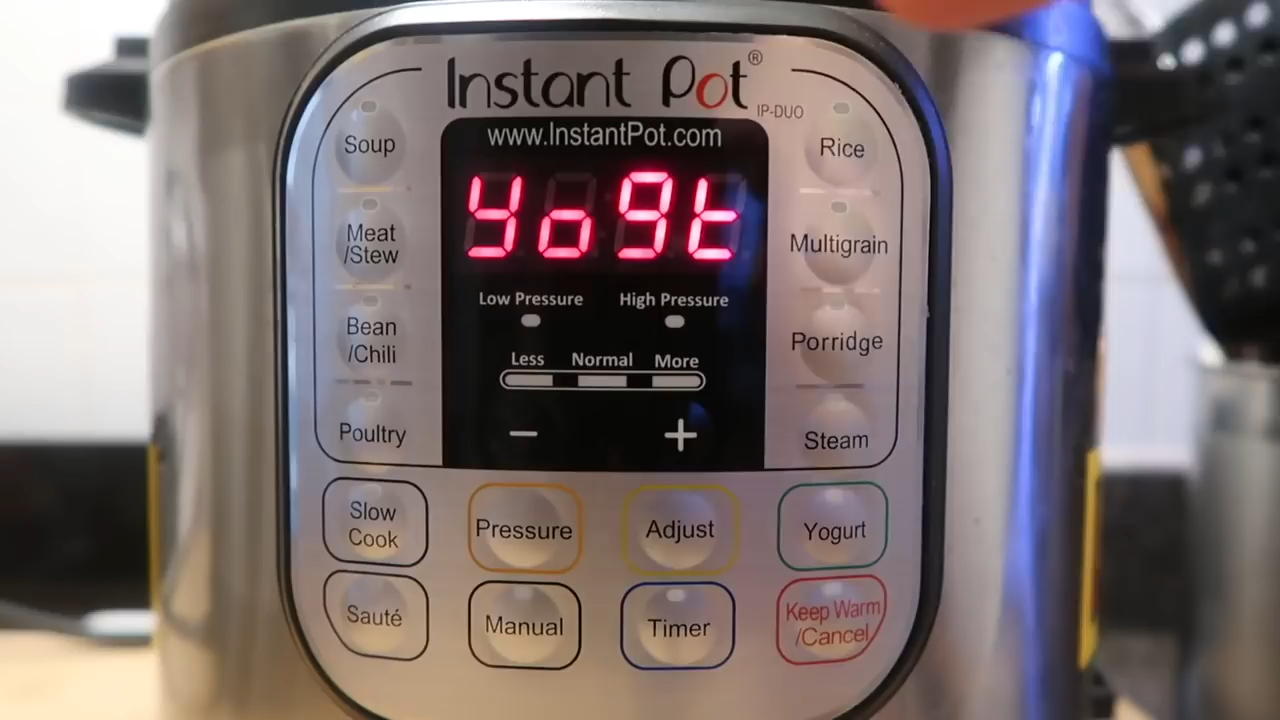 Instant Pot®
IP-DUO
www.InstantPot.com
Yogt
Soup
Meat
/Stew
Bean
/Chili
Poultry
Rice
Multigrain
Porridge
Steam
Low Pressure High Pressure
Less Normal More
− +
Slow
Cook
Pressure
Adjust
Yogurt
Sauté
Manual
Timer
Keep Warm
/Cancel